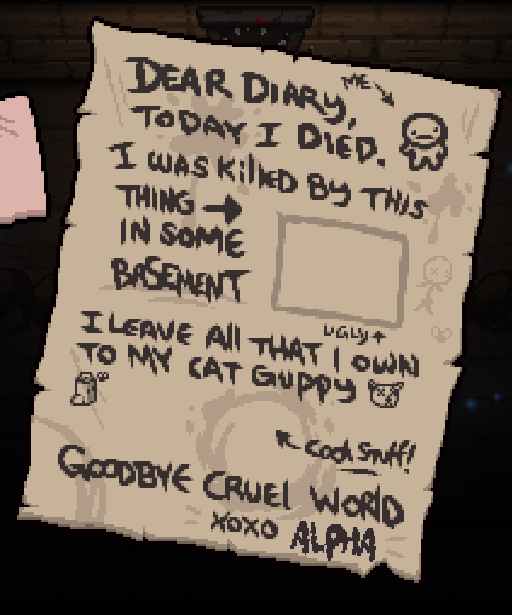 DEAR DIARY,
ME
TODAY I DIED.
I WAS KIllED BY THIS
THING
IN SOME
BASEMENT
UGLY
I LEAVE All THAT I OWN
TO MY CAT GUPPY
COOL STUFF!
GOODBYE CRUEl WORlD
XOXO ALPHA